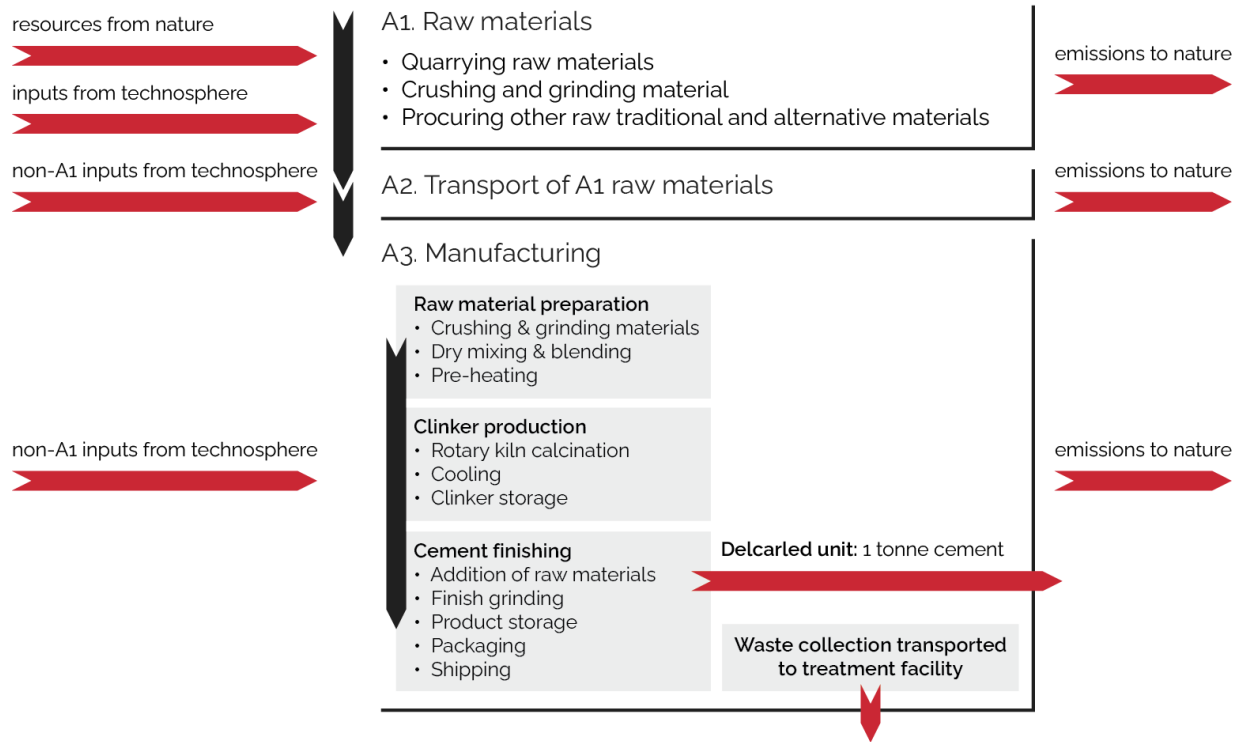 resources from nature
inputs from technosphere
non-A1 inputs from technosphere
A1. Raw materials
• Quarrying raw materials
• Crushing and grinding material
• Procuring other raw traditional and alternative materials
emissions to nature
A2. Transport of A1 raw materials
emissions to nature
A3. Manufacturing
Raw material preparation
• Crushing & grinding materials
• Dry mixing & blending
• Pre-heating
non-A1 inputs from technosphere
Clinker production
• Rotary kiln calcination
• Cooling
• Clinker storage
emissions to nature
Cement finishing
• Addition of raw materials
• Finish grinding
• Product storage
• Packaging
• Shipping
Delcarled unit: 1 tonne cement
Waste collection transported
to treatment facility